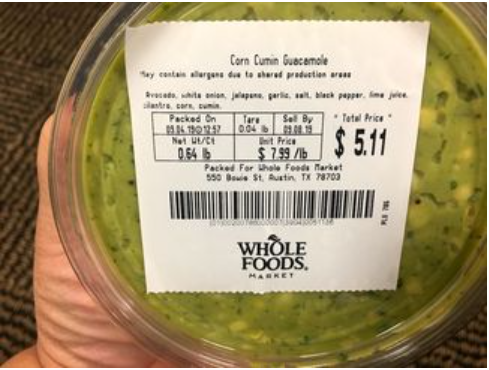 Corn Cumin Guacamole
May contain allergens due to shared production areas
Avocado, white onion, jalapeno, garlic, salt, black pepper, lime juice,
cilantro, corn, cumin.
Packed On Tare Sell By * Total Price *
03.04.19@12:57 0.04 lb 03.08.19 $ 5.11
Net Wt/Ct Unit Price
0.64 lb $ 7.99 /lb
Packed For Whole Foods Market
550 Bowie St, Austin, TX 78703
WHOLE
FOODS
MARKET